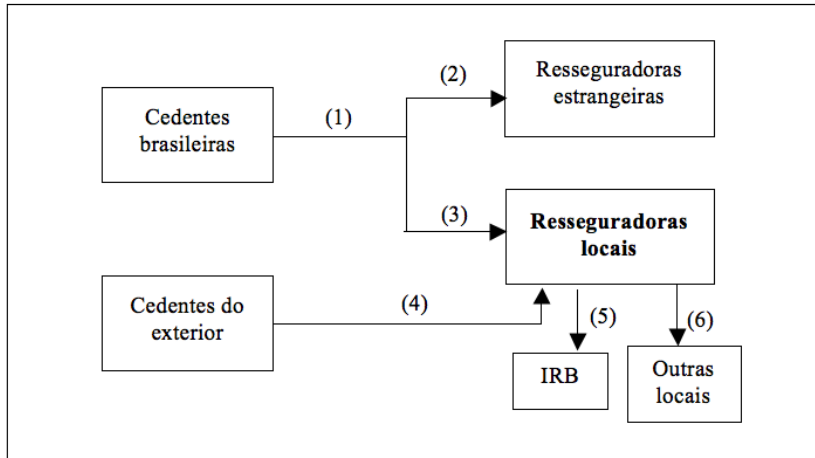 (2)
Resseguradoras
estrangeiras
Cedentes
brasileiras
(1)
(3)
Resseguradoras
locais
Cedentes do
exterior
(4)
(5)
(6)
IRB
Outras
locais